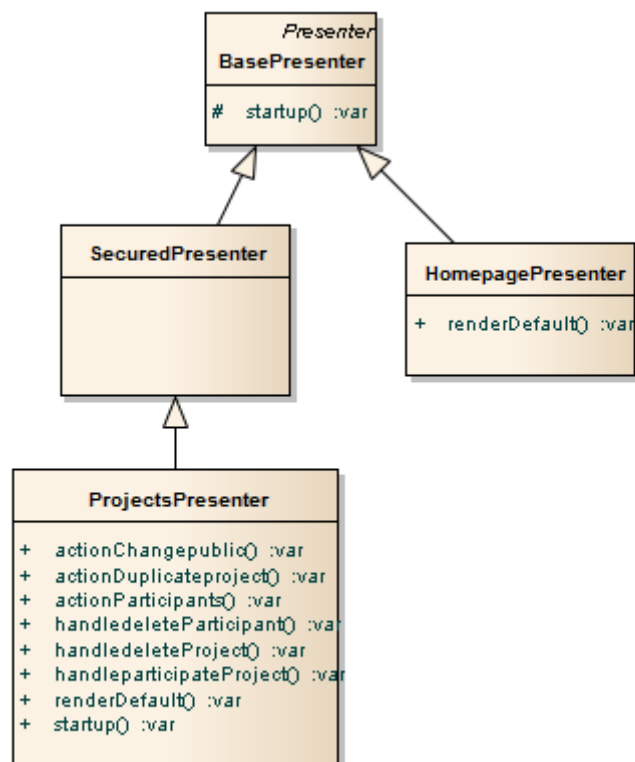 Presenter
BasePresenter
# startup() :var
SecuredPresenter
HomepagePresenter
+ renderDefault() :var
ProjectsPresenter
+ actionChangepublic() :var
+ actionDuplicateproject() :var
+ actionParticipants() :var
+ handledeleteParticipant() :var
+ handledeleteProject() :var
+ handleparticipateProject() :var
+ renderDefault() :var
+ startup() :var